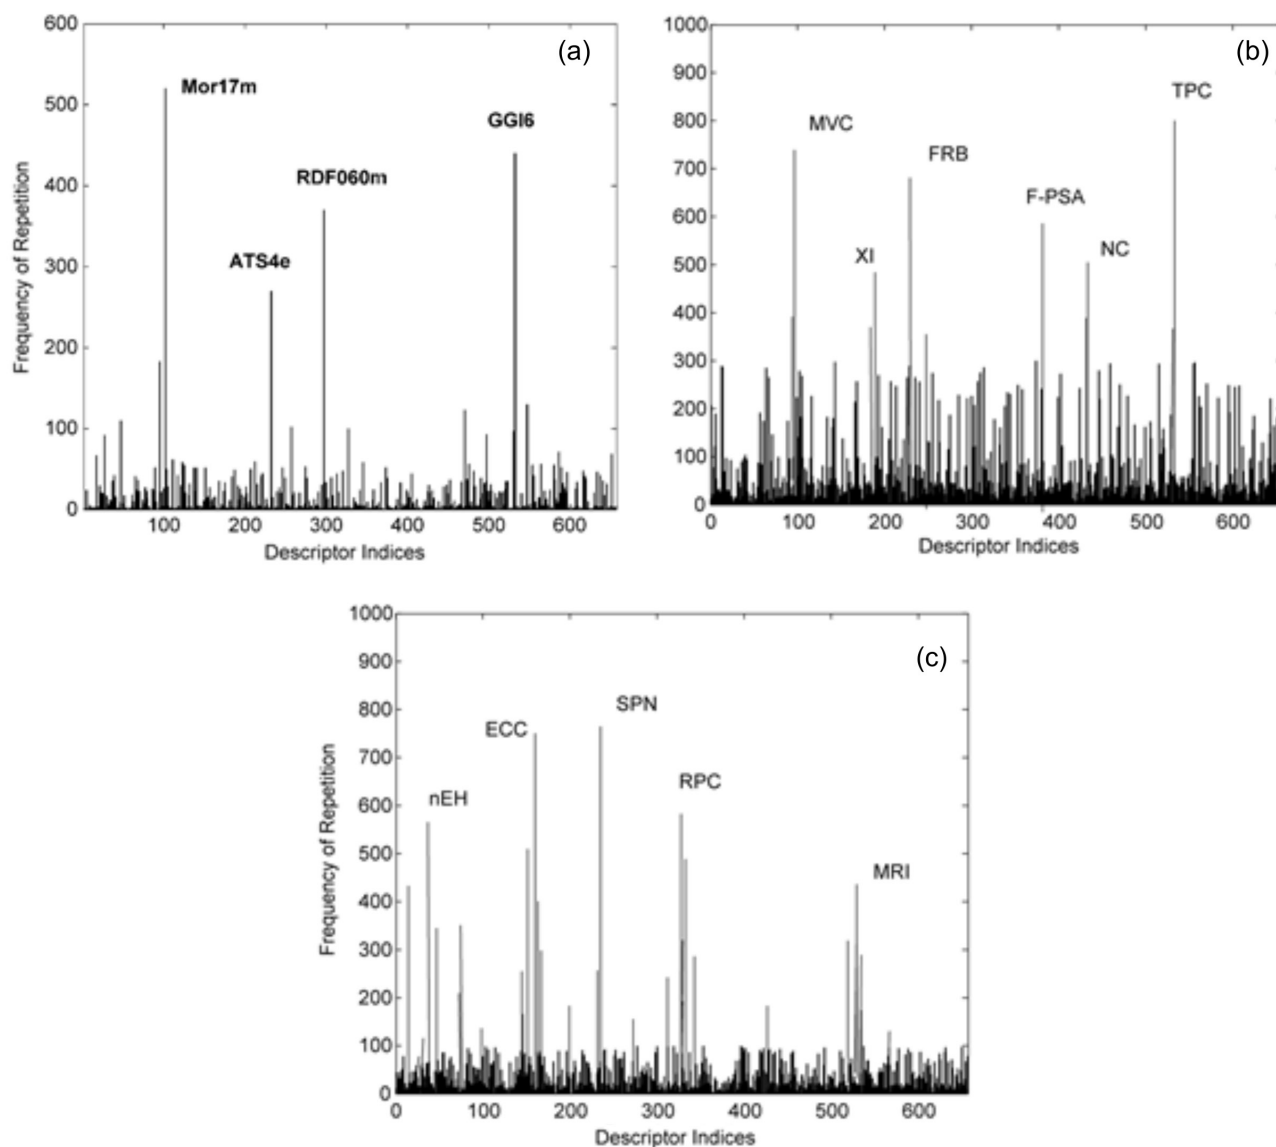 600
500
400
300
200
100
0
100
200
300
400
500
600
Frequency of Repetition
Descriptor Indices
(a)
Mor17m
GGI6
RDF060m
ATS4e
1000
900
800
700
600
500
400
300
200
100
0
0
100
200
300
400
500
600
Descriptor Indices
(b)
TPC
MVC
FRB
F-PSA
XI
NC
1000
900
800
700
600
500
400
300
200
100
0
0
100
200
300
400
500
600
Frequency of Repetition
Descriptor Indices
(c)
SPN
ECC
RPC
nEH
MRI